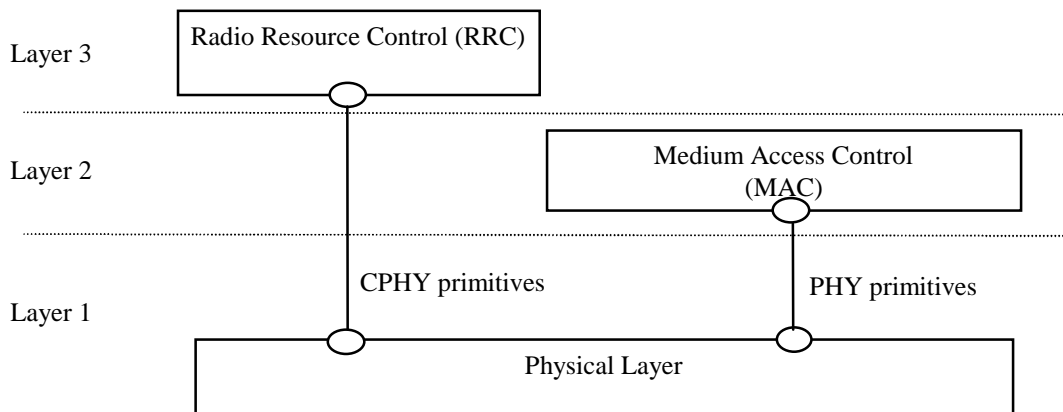 Radio Resource Control (RRC)
Layer 3
Medium Access Control
(MAC)
Layer 2
CPHY primitives
PHY primitives
Layer 1
Physical Layer